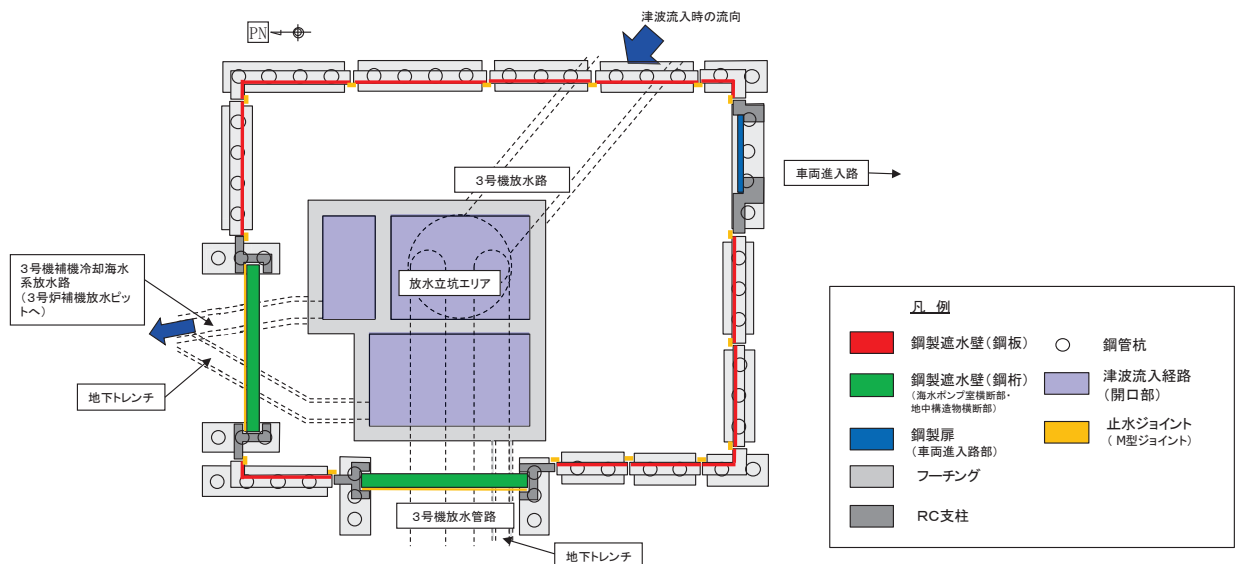 津波流入時の流向
PN
3号機放水路
車両進入路
3号機補機冷却海水
系放水路
(3号炉補機放水ピッ
トへ)
放水立坑エリア
地下トレンチ
3号機放水管路
地下トレンチ
凡 例
鋼製遮水壁(鋼板)
鋼管杭
鋼製遮水壁(鋼桁)
(海水ポンプ室横断部・
地中構造物横断部)
津波流入経路
(開口部)
鋼製扉
(車両進入路部)
止水ジョイント
( M型ジョイント)
フーチング
RC支柱